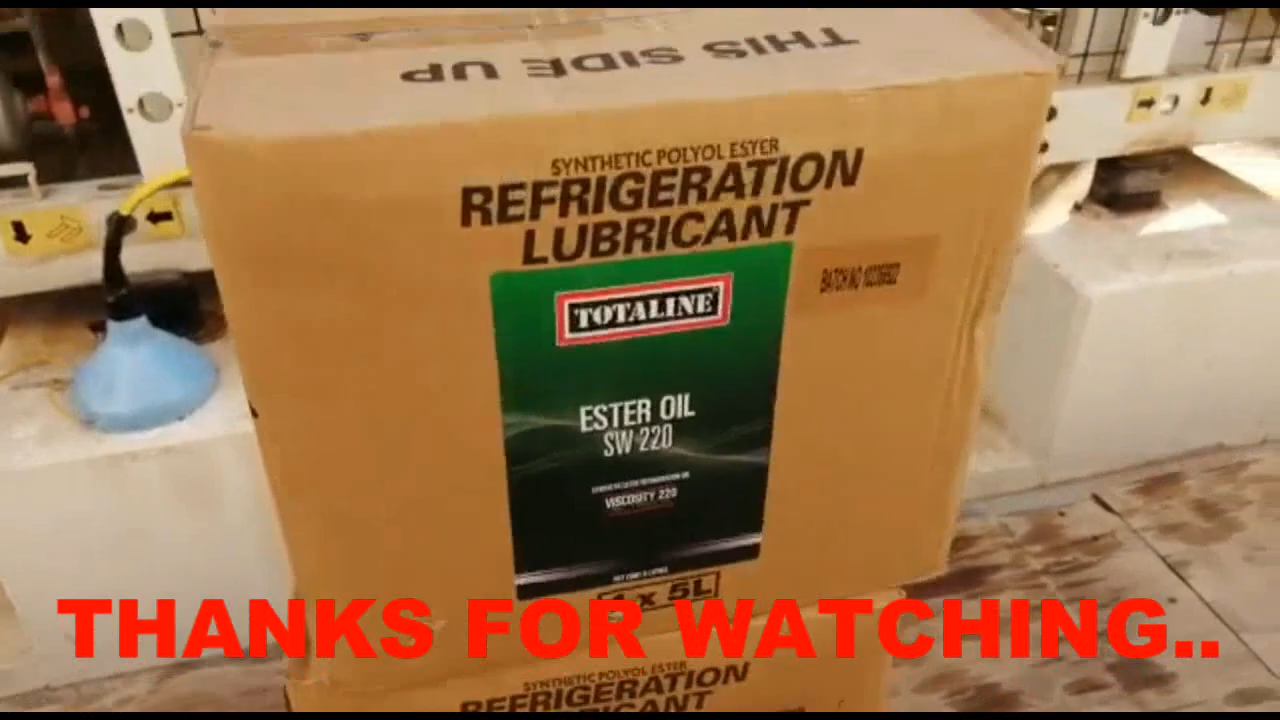 THIS SIDE UP
SYNTHETIC POLYOL ESTER
REFRIGERATION
LUBRICANT
TOTALINE
BATCH NO
ESTER OIL
SW 220
VISCOSITY 220
4 x 5L
THANKS FOR WATCHING..
SYNTHETIC POLYOL ESTER
REFRIGERATION
LUBRICANT